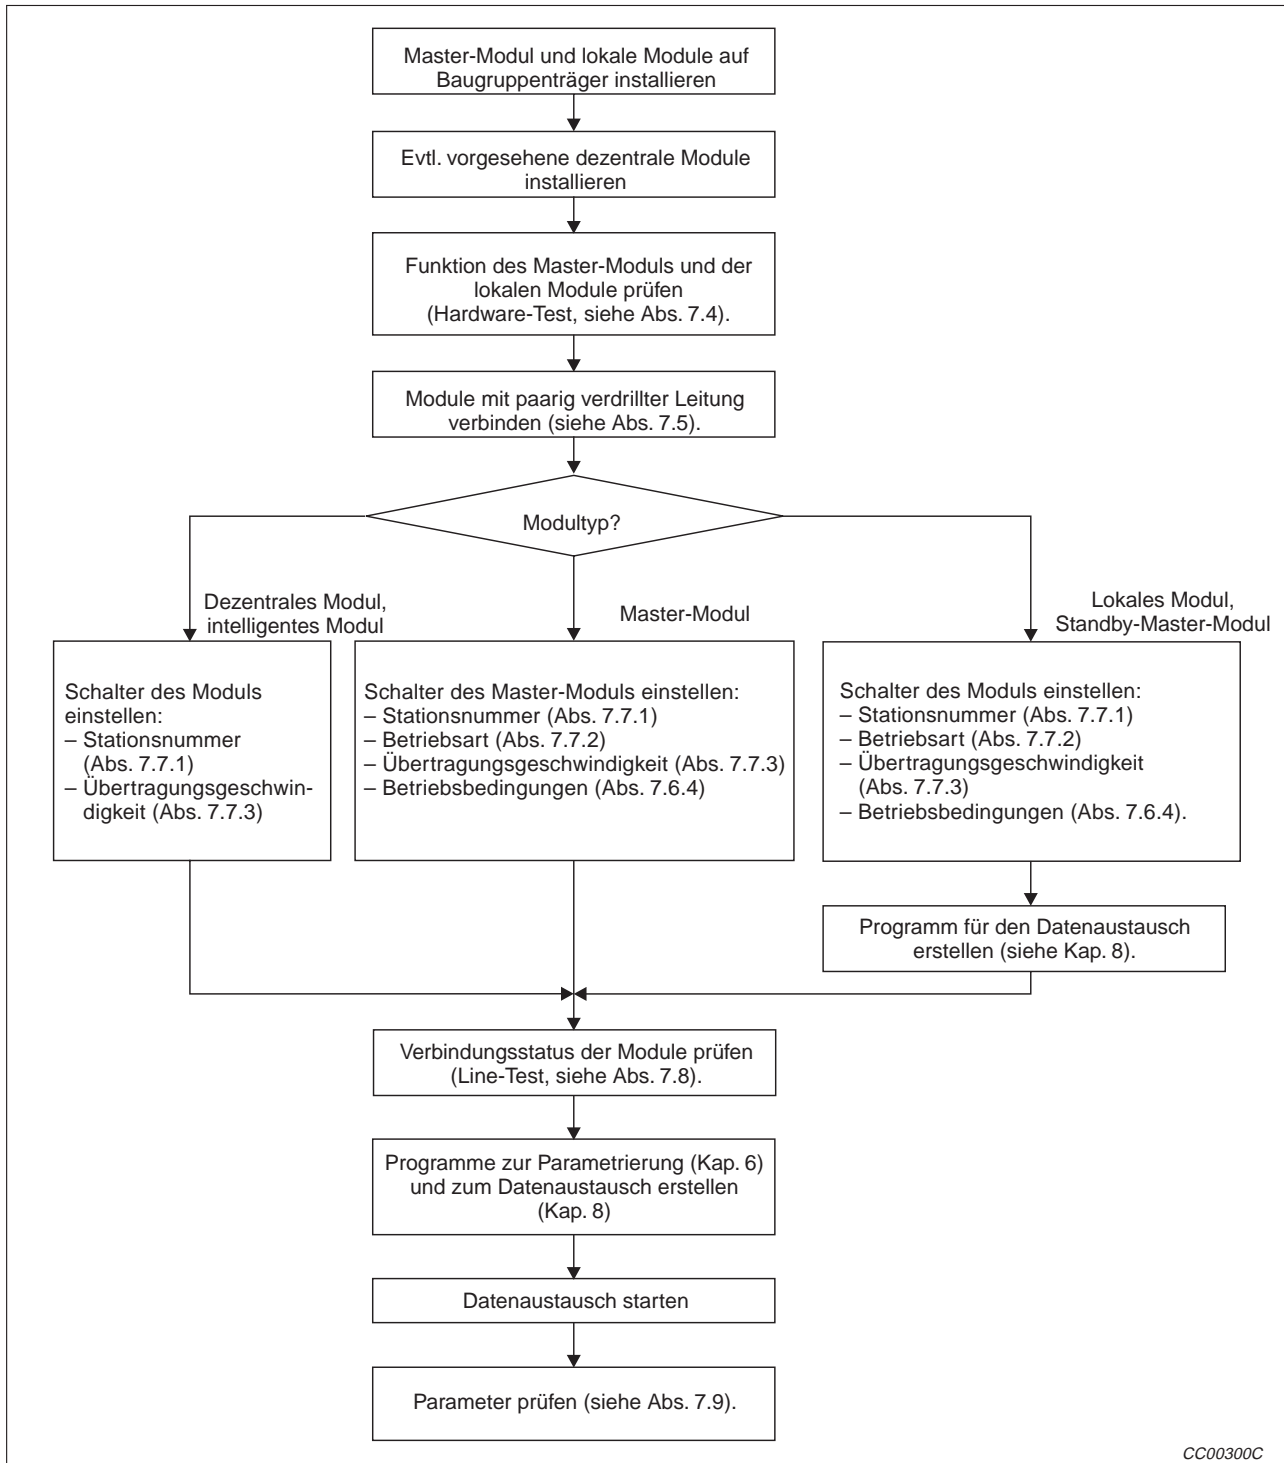 Master-Modul und lokale Module auf
Baugruppenträger installieren
Evtl. vorgesehene dezentrale Module
installieren
Funktion des Master-Moduls und der
lokalen Module prüfen
(Hardware-Test, siehe Abs. 7.4).
Module mit paarig verdrillter Leitung
verbinden (siehe Abs. 7.5).
Modultyp?
Dezentrales Modul,
intelligentes Modul
Master-Modul
Lokales Modul,
Standby-Master-Modul
Schalter des Moduls
einstellen:
– Stationsnummer
(Abs. 7.7.1)
– Übertragungsgeschwin-
digkeit (Abs. 7.7.3)
Schalter des Master-Moduls einstellen:
– Stationsnummer (Abs. 7.7.1)
– Betriebsart (Abs. 7.7.2)
– Übertragungsgeschwindigkeit (Abs. 7.7.3)
– Betriebsbedingungen (Abs. 7.6.4)
Schalter des Moduls einstellen:
– Stationsnummer (Abs. 7.7.1)
– Betriebsart (Abs. 7.7.2)
– Übertragungsgeschwindigkeit
(Abs. 7.7.3)
– Betriebsbedingungen (Abs. 7.6.4).
Programm für den Datenaustausch
erstellen (siehe Kap. 8).
Verbindungsstatus der Module prüfen
(Line-Test, siehe Abs. 7.8).
Programme zur Parametrierung (Kap. 6)
und zum Datenaustausch erstellen
(Kap. 8)
Datenaustausch starten
Parameter prüfen (siehe Abs. 7.9).
CC00300C